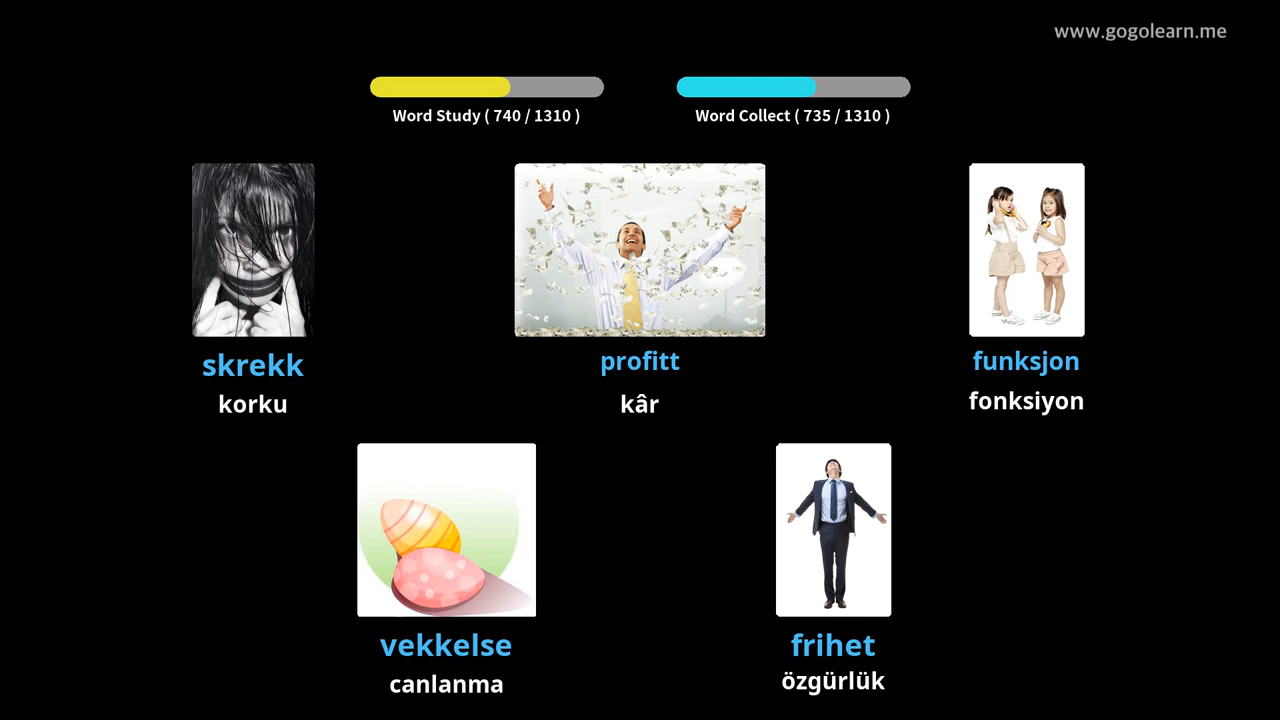 www.gogolearn.me
Word Study ( 740 / 1310 )
Word Collect ( 735 / 1310 )
skrekk
korku
profitt
kâr
funksjon
fonksiyon
vekkelse
canlanma
frihet
özgürlük